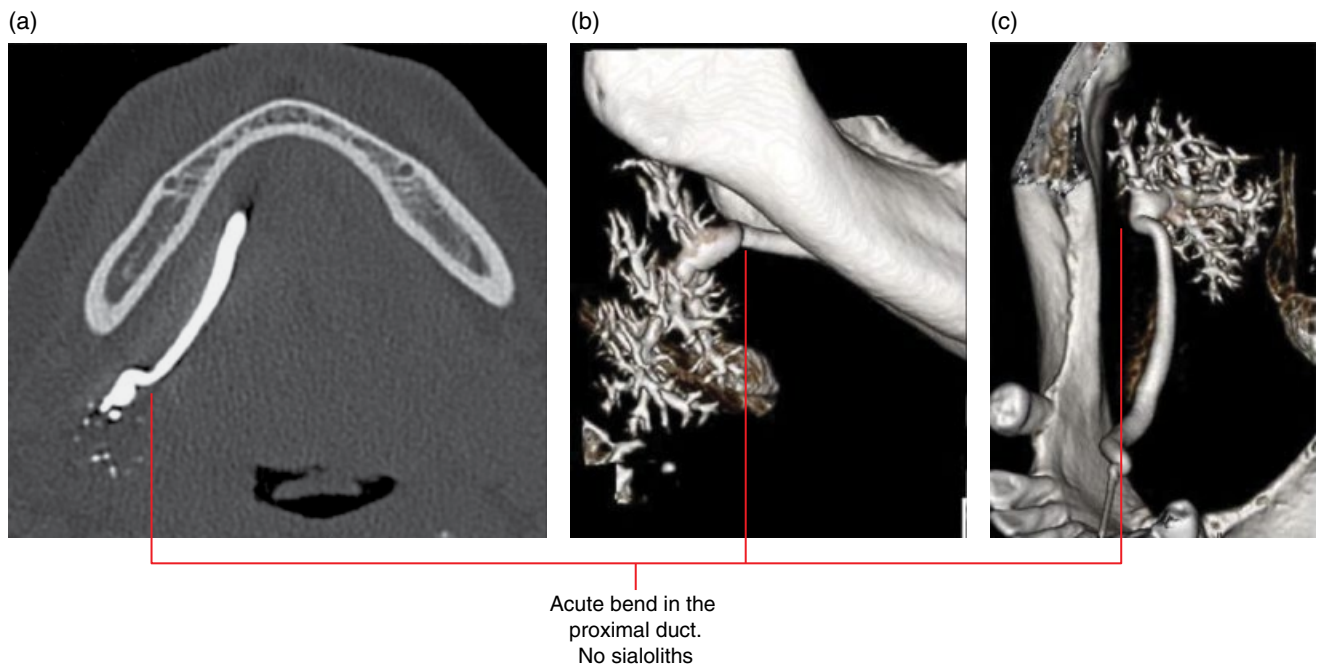 (a)
(b)
(c)
Acute bend in the
proximal duct.
No sialoliths